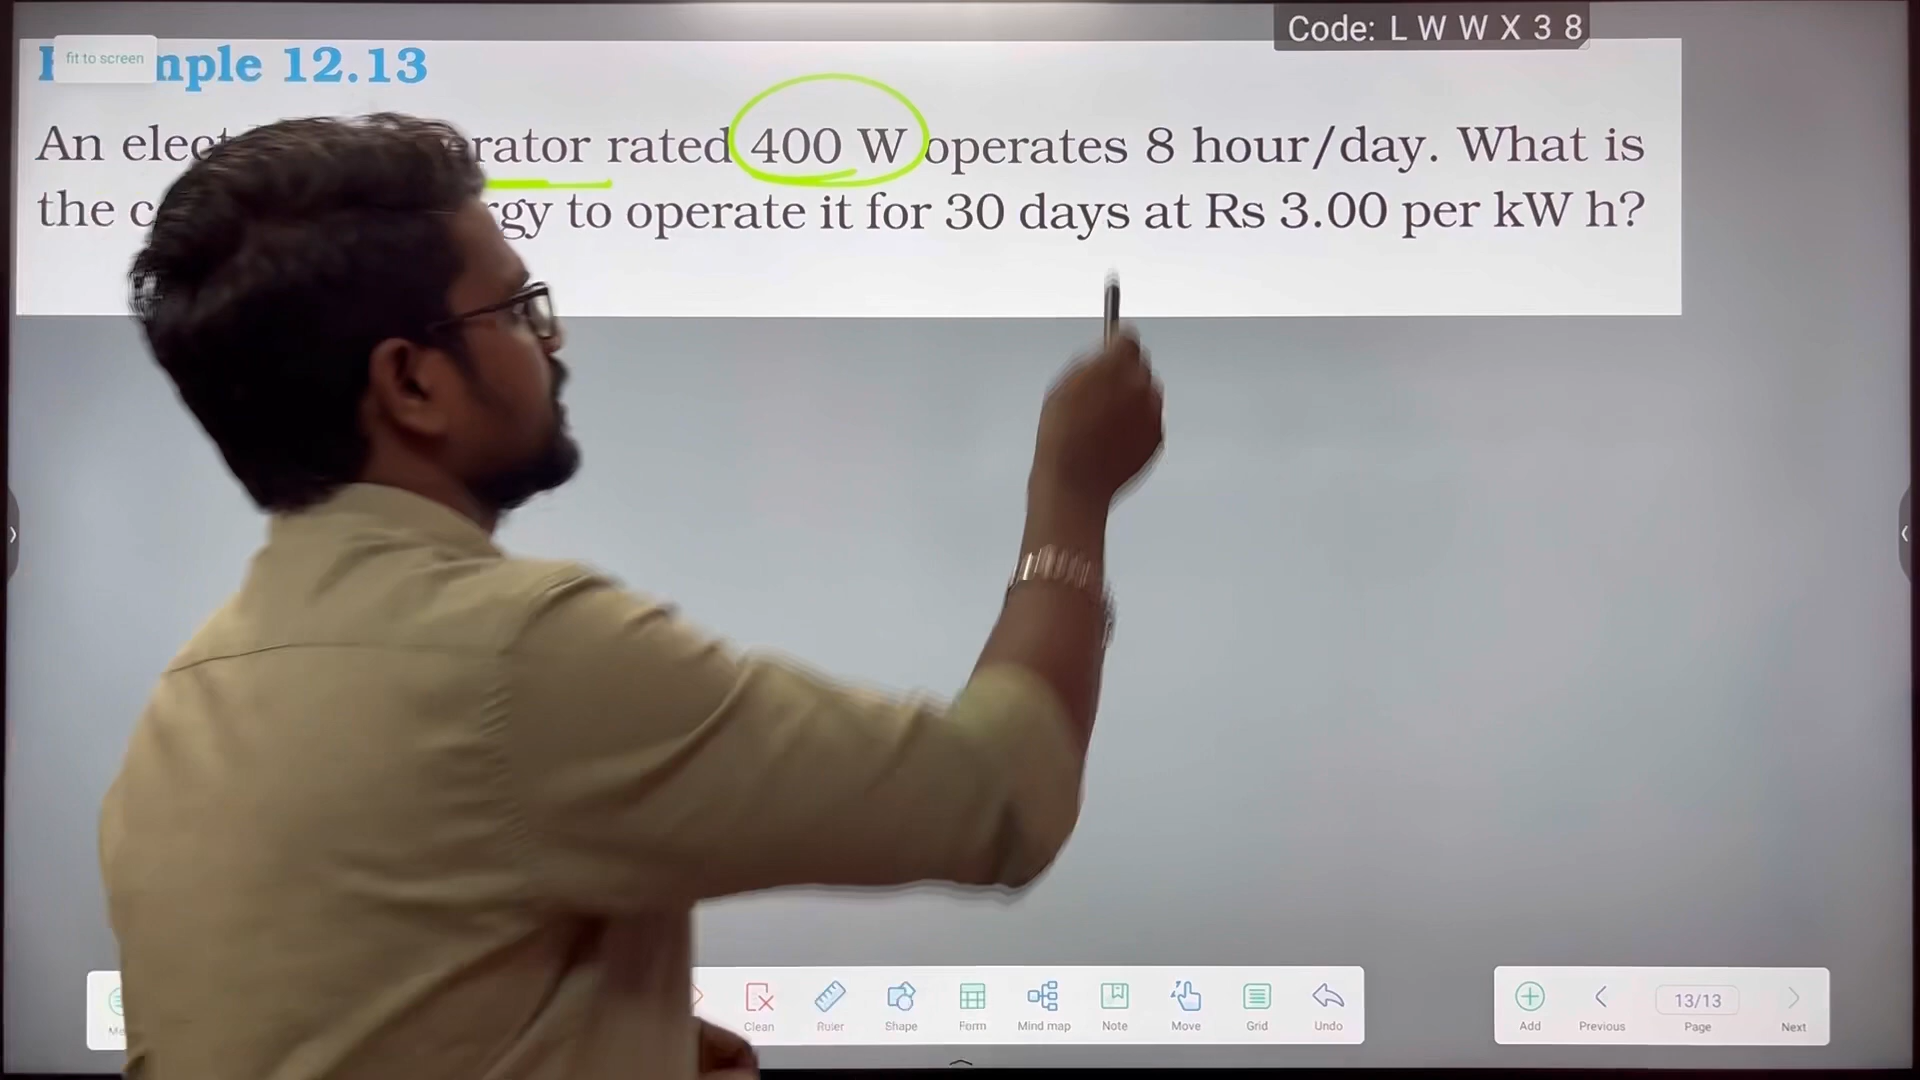 Code: L W W X 3 8
fit to screen
nple 12.13
An elect rator rated 400 W operates 8 hour/day. What is
the c rgy to operate it for 30 days at Rs 3.00 per kW h?
Clean Ruler Shape Form Mind map Note Move Grid Undo
Add Previous 13/13 Page Next